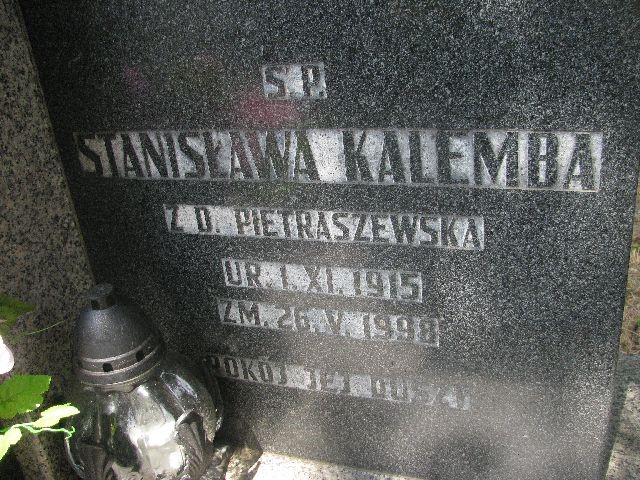 Ś.P.
STANISŁAWA KALEMBA
Z D. PIETRASZEWSKA
UR. 1. XI. 1915
ZM. 26. V. 1998
POKÓJ JEJ DUSZY